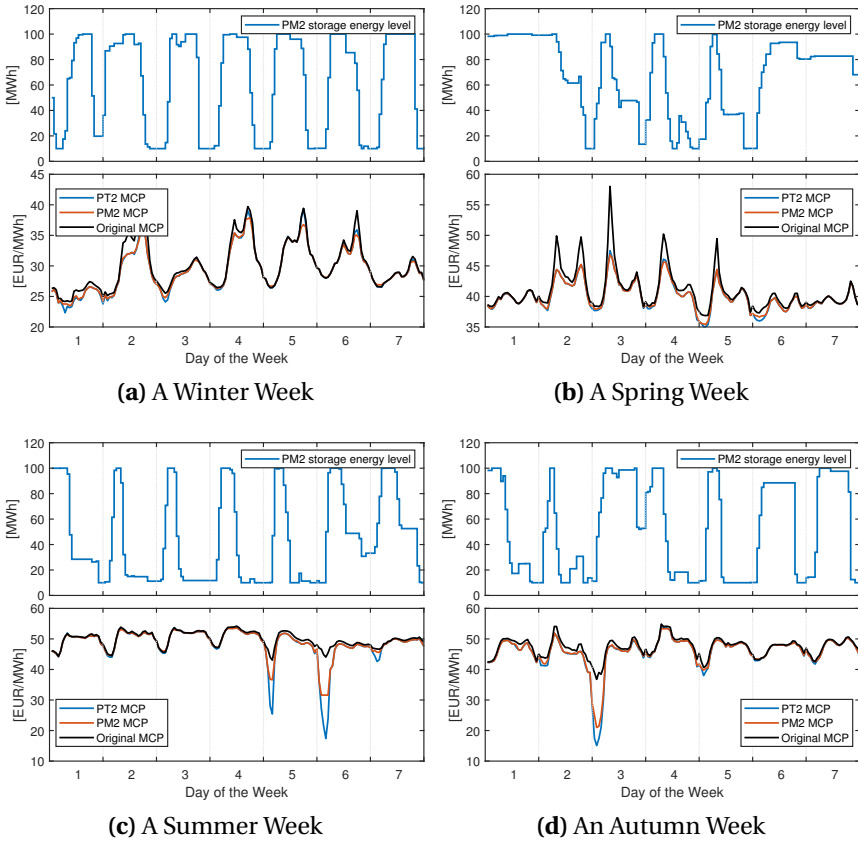 120
100
80
60
40
20
0
[MWh]
PM2 storage energy level
45
40
35
30
25
20
[EUR/MWh]
PT2 MCP
PM2 MCP
Original MCP
1 2 3 4 5 6 7
Day of the Week
(a) A Winter Week
120
100
80
60
40
20
0
[MWh]
PM2 storage energy level
60
55
50
45
40
35
[EUR/MWh]
PT2 MCP
PM2 MCP
Original MCP
1 2 3 4 5 6 7
Day of the Week
(b) A Spring Week
120
100
80
60
40
20
0
[MWh]
PM2 storage energy level
60
50
40
30
20
10
[EUR/MWh]
PT2 MCP
PM2 MCP
Original MCP
1 2 3 4 5 6 7
Day of the Week
(c) A Summer Week
120
100
80
60
40
20
0
[MWh]
PM2 storage energy level
60
50
40
30
20
10
[EUR/MWh]
PT2 MCP
PM2 MCP
Original MCP
1 2 3 4 5 6 7
Day of the Week
(d) An Autumn Week